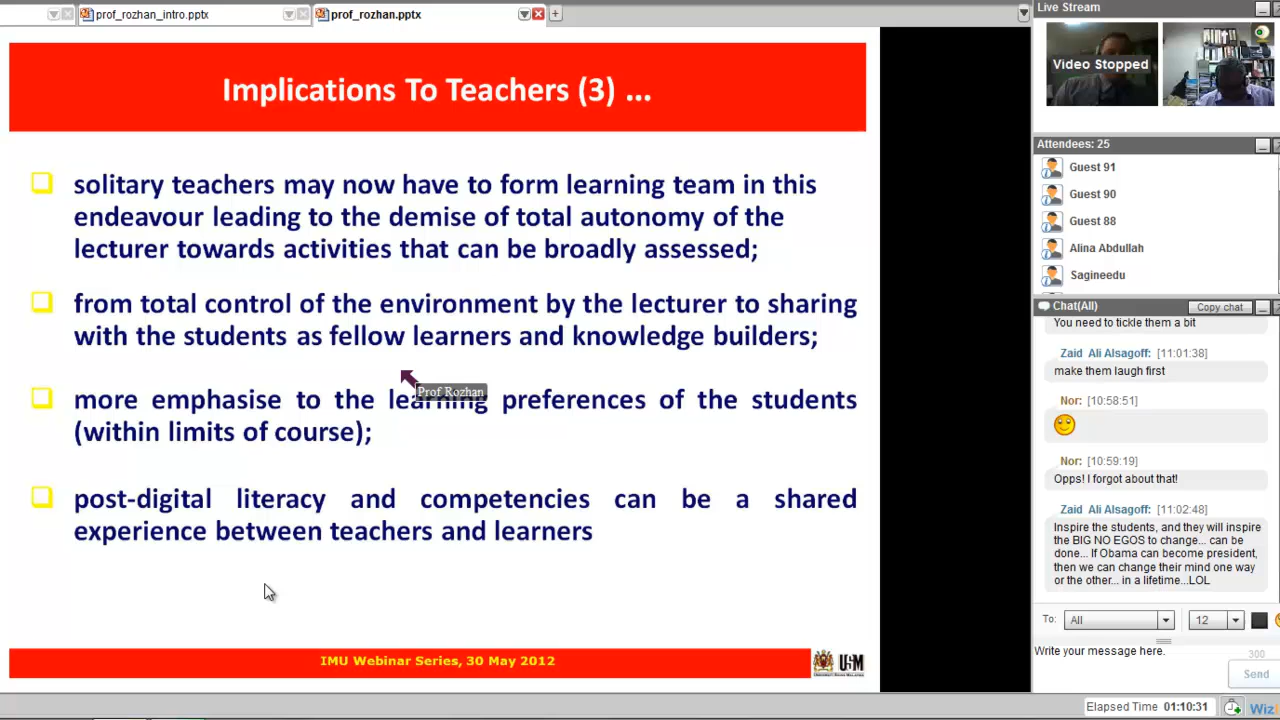 prof_rozhan_intro.pptx
prof_rozhan.pptx
Implications To Teachers (3) ...
solitary teachers may now have to form learning team in this
endeavour leading to the demise of total autonomy of the
lecturer towards activities that can be broadly assessed;
from total control of the environment by the lecturer to sharing
with the students as fellow learners and knowledge builders;
Prof Rozhan
more emphasise to the learning preferences of the students
(within limits of course);
post-digital literacy and competencies can be a shared
experience between teachers and learners
IMU Webinar Series, 30 May 2012
USM
Live Stream
Video Stopped
Attendees: 25
Guest 91
Guest 90
Guest 88
Alina Abdullah
Sagineedu
Chat(All)
Copy chat
You need to tickle them a bit
Zaid Ali Alsagoff: [11:01:38]
make them laugh first
Nor: [10:58:51]
Nor: [10:59:19]
Opps! I forgot about that!
Zaid Ali Alsagoff: [11:02:48]
Inspire the students, and they will inspire
the BIG NO EGOS to change... can be
done... If Obama can become president,
then we can change their mind one way
or the other... in a lifetime...LOL
To: All 12
Write your message here.
300
Send
Elapsed Time 01:10:31
Wiz